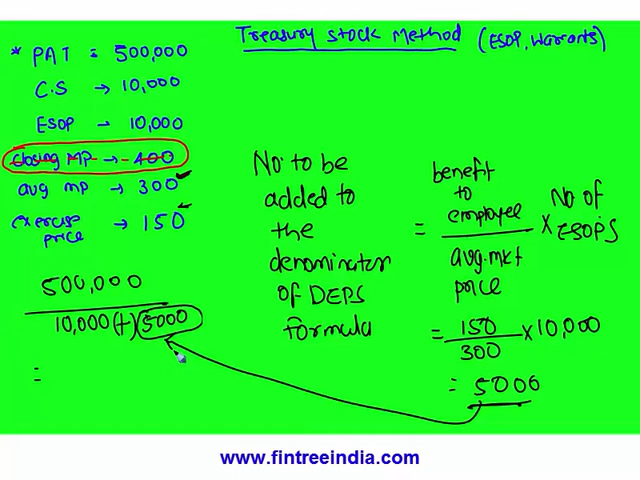 Treasury stock Method (ESOP, Warrants)
* PAT = 500,000
C.S → 10,000
ESOP → 10,000
closing MP → 400
avg mp → 300
exercise price → 150
500,000
10,000 (+) 5000
=
No to be
added to
the
denominator
of DEPS
formula
= benefit
to
employee
avg.mkt
price
× No of
ESOPS
= 150
300
× 10,000
= 5000
www.fintreeindia.com